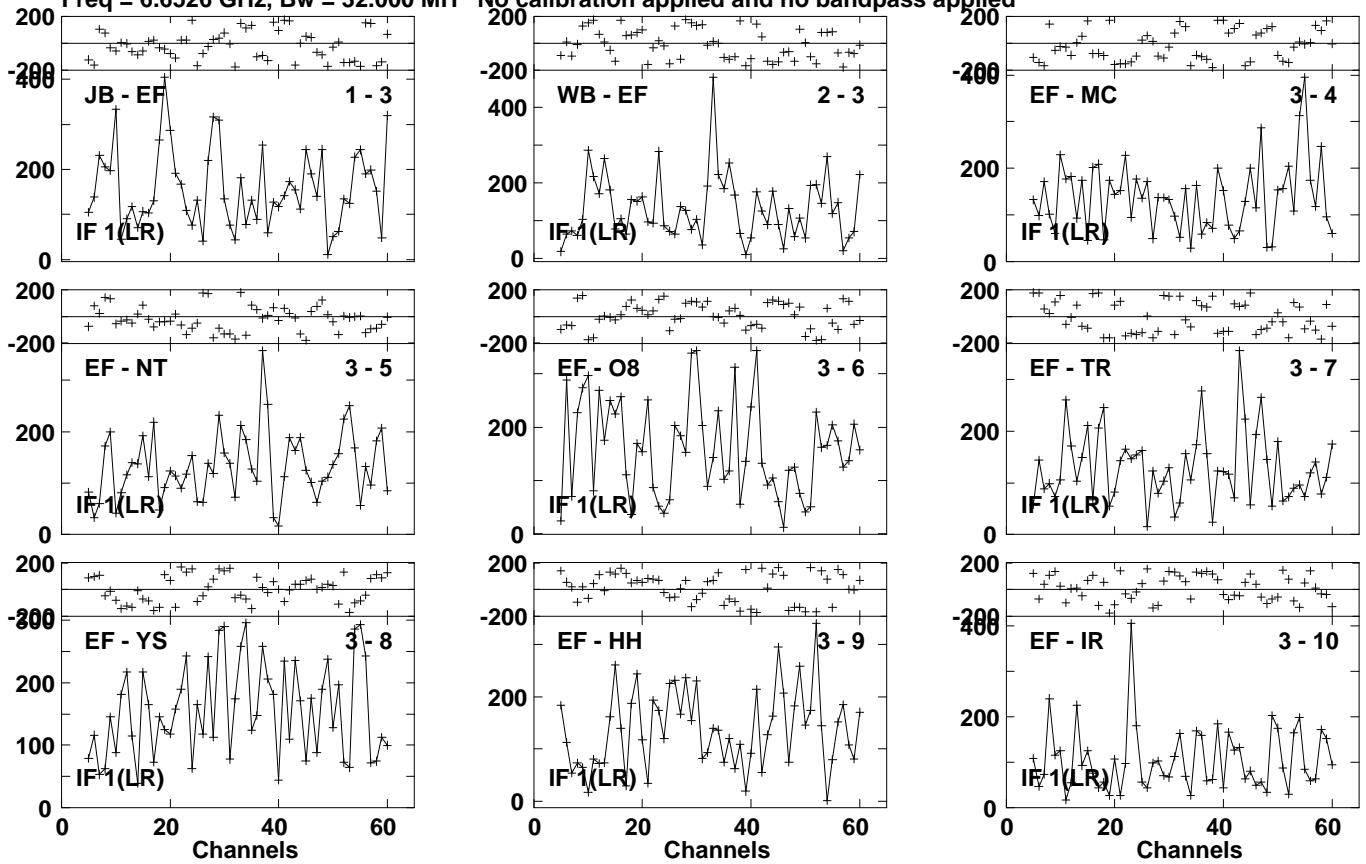 Freq = 6.6526 GHz, Bw = 32.000 MH No calibration applied and no bandpass applied
200
-200
400
200
0
JB - EF 1 - 3
IF 1(LR)
200
-200
400
200
0
WB - EF 2 - 3
IF 1(LR)
200
-200
400
200
0
EF - MC 3 - 4
IF 1(LR)
200
-200
200
0
EF - NT 3 - 5
IF 1(LR)
200
-200
200
0
EF - O8 3 - 6
IF 1(LR)
200
-200
200
0
EF - TR 3 - 7
IF 1(LR)
200
-200
300
200
100
0
EF - YS 3 - 8
IF 1(LR)
0 20 40 60
Channels
200
-200
200
0
EF - HH 3 - 9
IF 1(LR)
0 20 40 60
Channels
200
-200
400
200
0
EF - IR 3 - 10
IF 1(LR)
0 20 40 60
Channels